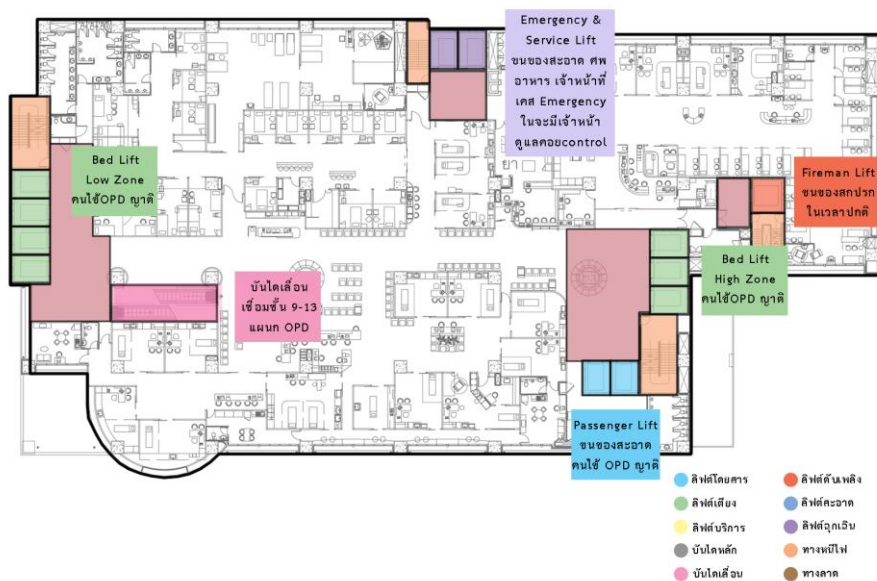 Emergency &
Service Lift
ขนของสะอาด ศพ
อาหาร เจ้าหน้าที่
เคส Emergency
ในจะมีเจ้าหน้า
ดูแลคอยcontrol
Bed Lift
Low Zone
คนไข้OPD ญาติ
Fireman Lift
ขนของสกปรก
ในเวลาปกติ
Bed Lift
High Zone
คนไข้OPD ญาติ
บันไดเลื่อน
เชื่อมชั้น 9-13
แผนก OPD
Passenger Lift
ขนของสะอาด
คนไข้ OPD ญาติ
ลิฟต์โดยสาร
ลิฟต์เตียง
ลิฟต์บริการ
บันไดหลัก
บันไดเลื่อน
ลิฟต์ดับเพลิง
ลิฟต์สะอาด
ลิฟต์ฉุกเฉิน
ทางหนีไฟ
ทางลาด